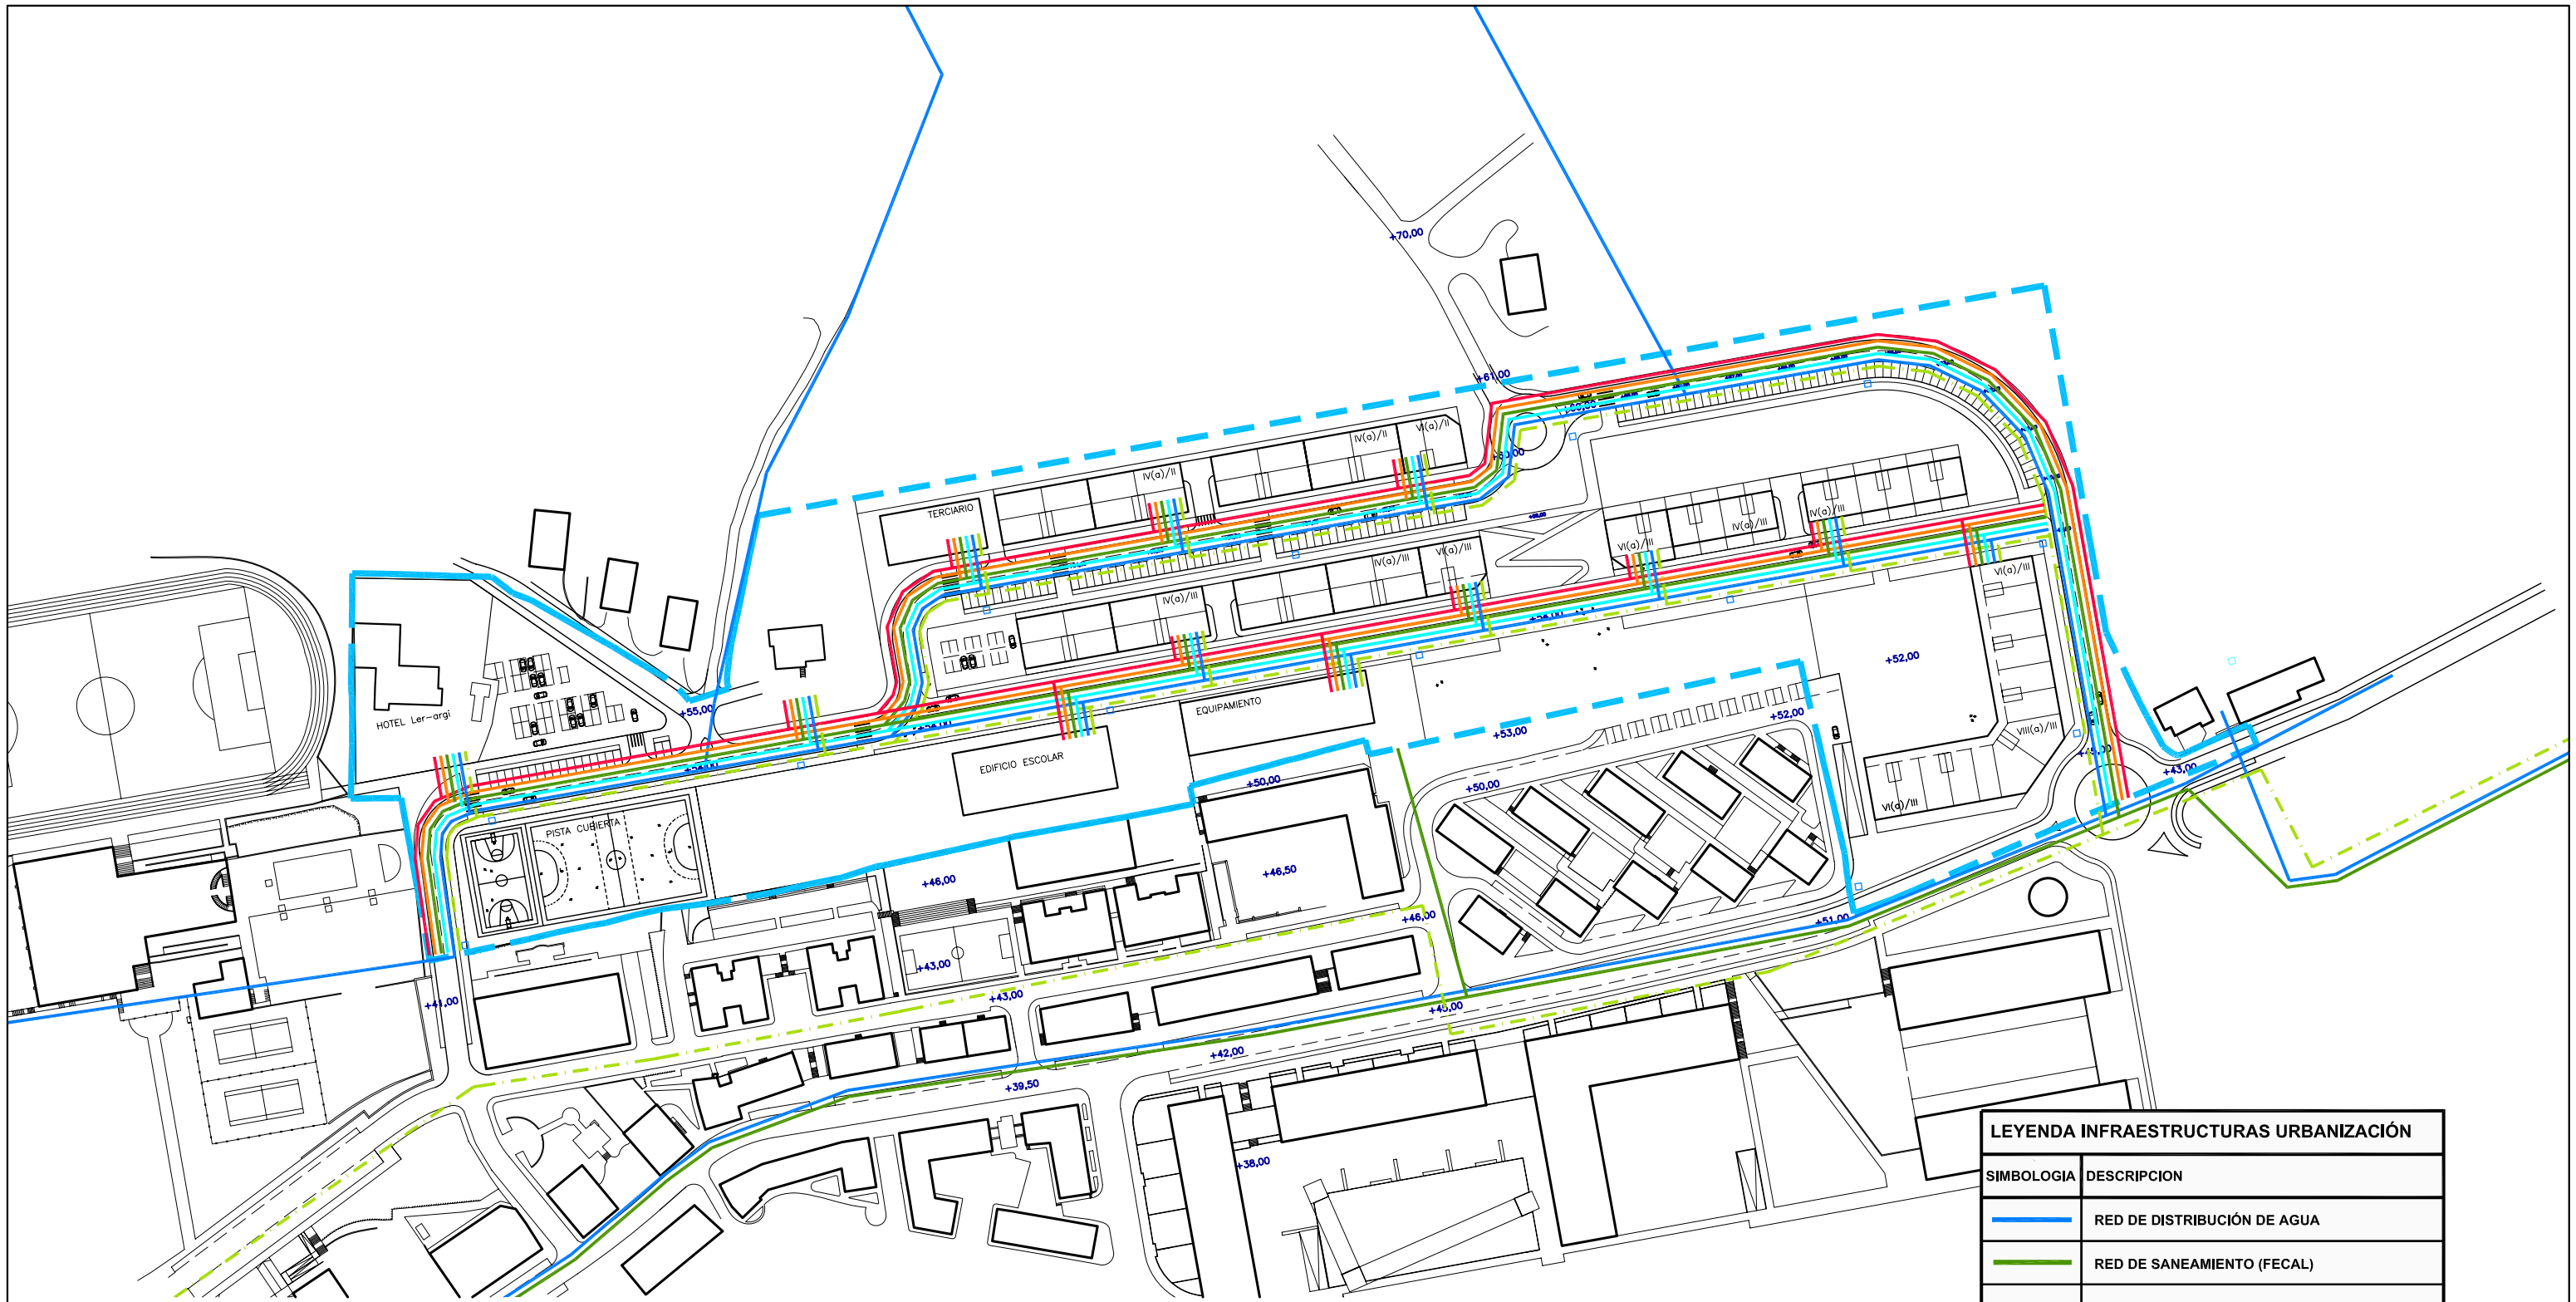 +70,00
+61,00
+60,00
IV(a)/II
VI(a)/II
IV(a)/II
TERCIARIO
IV(a)/III
IV(a)/III
VI(a)/III
IV(a)/III
VI(a)/III
IV(a)/III
VI(a)/III
+52,00
HOTEL Ler-argi
+55,00
EQUIPAMIENTO
+53,00
+52,00
VIII(a)/III
EDIFICIO ESCOLAR
+50,00
+50,00
+43,00
PISTA CUBIERTA
VI(a)/III
+46,00
+46,50
+46,00
+51,00
+43,00
+43,00
+41,00
+45,00
+42,00
+39,50
+38,00
LEYENDA INFRAESTRUCTURAS URBANIZACIÓN
SIMBOLOGIA DESCRIPCION
RED DE DISTRIBUCIÓN DE AGUA
RED DE SANEAMIENTO (FECAL)